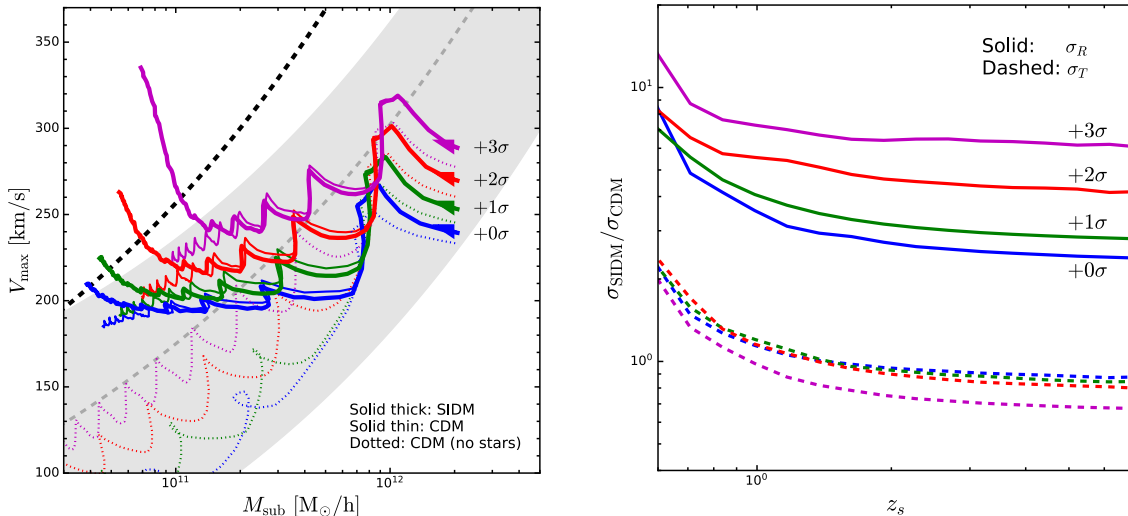 350
300
250
200
150
100
V_max [km/s]
+3σ
+2σ
+1σ
+0σ
Solid thick: SIDM
Solid thin: CDM
Dotted: CDM (no stars)
10^11
10^12
M_sub [M_⊙/h]
10^1
10^0
σ_SIDM/σ_CDM
Solid: σ_R
Dashed: σ_T
+3σ
+2σ
+1σ
+0σ
10^0
z_s